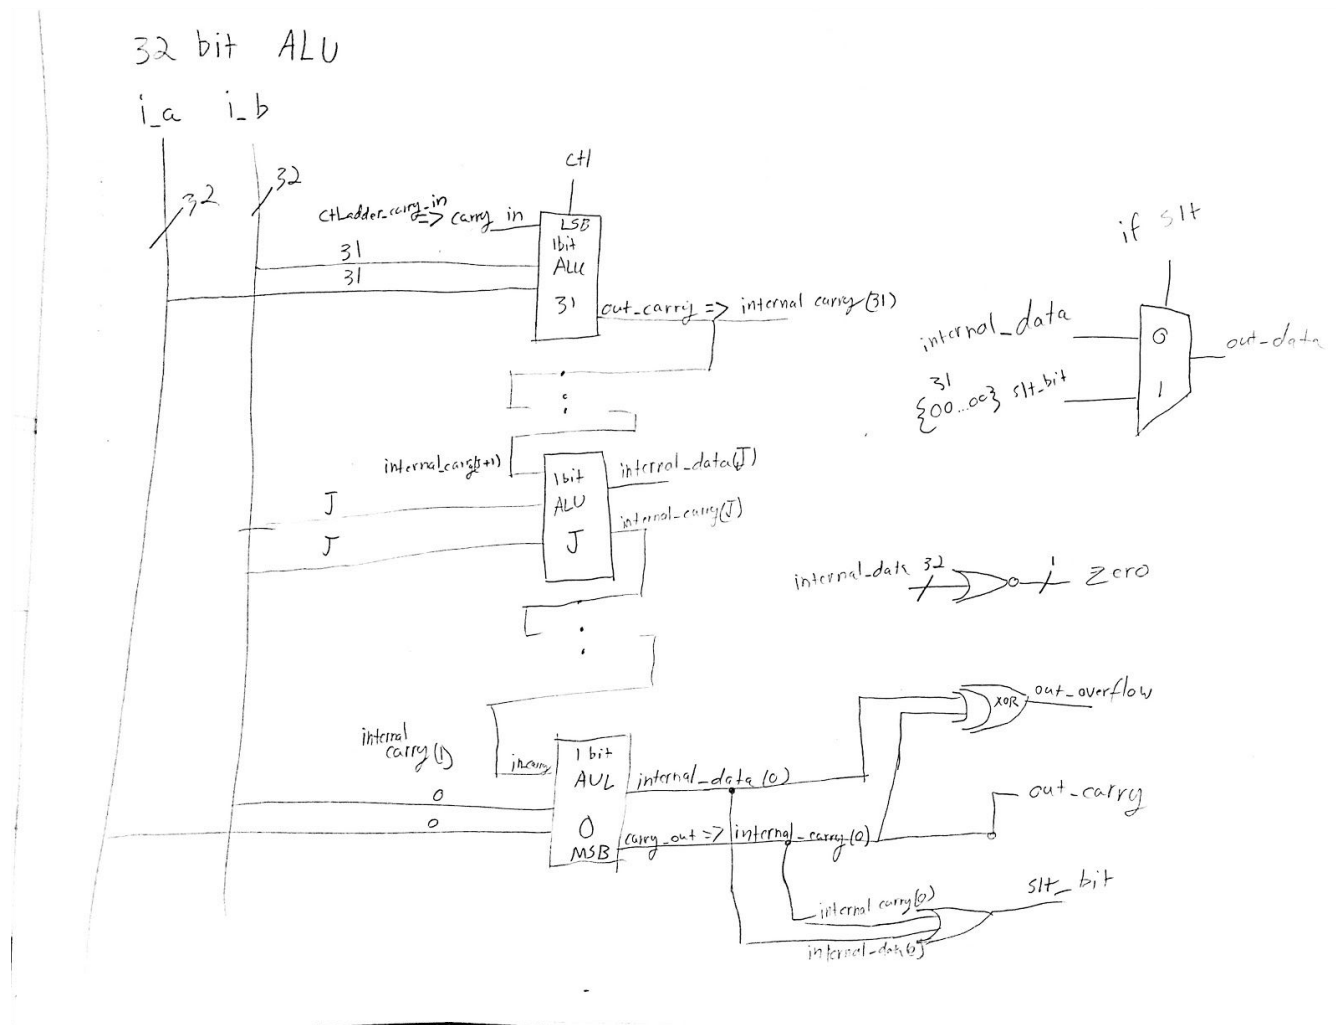 32 bit ALU
i_a i_b
32
32
ctl
ctl.adder_carry_in
=> carry_in
LSB
1bit
ALU
31
31
31
out_carry => internal carry(31)
if slt
internal_data
0
out_data
31
{00...00} slt_bit
1
internal_carry(J+1)
1bit
ALU
J
J
J
internal_data(J)
internal_carry(J)
internal_data 32
1
Zero
internal
carry(1)
in_carry
1 bit
AUL
0
MSB
0
0
internal_data(0)
carry_out => internal_carry(0)
XOR
out_overflow
out_carry
internal carry(0)
internal_data(0)
slt_bit